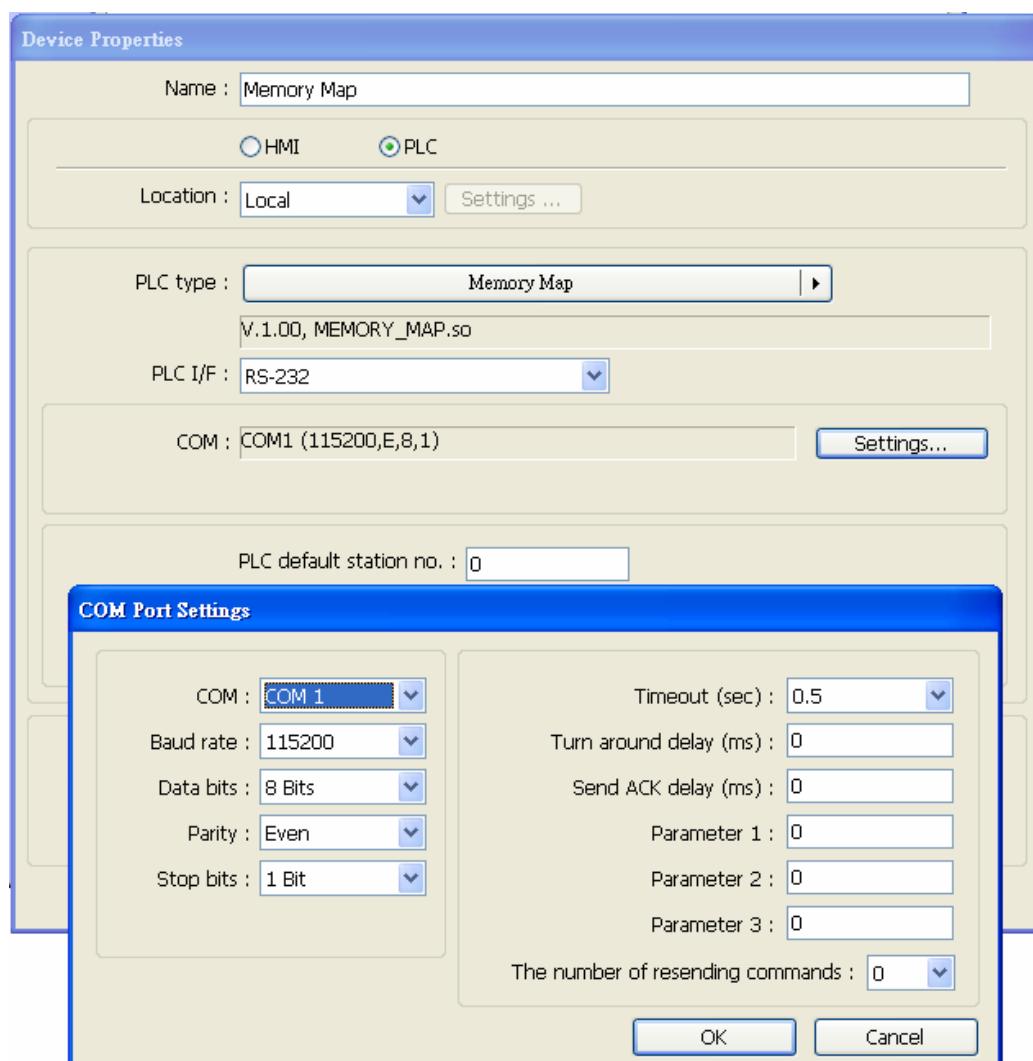 Device Properties
Name : Memory Map
HMI PLC
Location : Local Settings ...
PLC type : Memory Map
V.1.00, MEMORY_MAP.so
PLC I/F : RS-232
COM : COM1 (115200,E,8,1) Settings...
PLC default station no. : 0
COM Port Settings
COM : COM 1
Baud rate : 115200
Data bits : 8 Bits
Parity : Even
Stop bits : 1 Bit
Timeout (sec) : 0.5
Turn around delay (ms) : 0
Send ACK delay (ms) : 0
Parameter 1 : 0
Parameter 2 : 0
Parameter 3 : 0
The number of resending commands : 0
OK Cancel